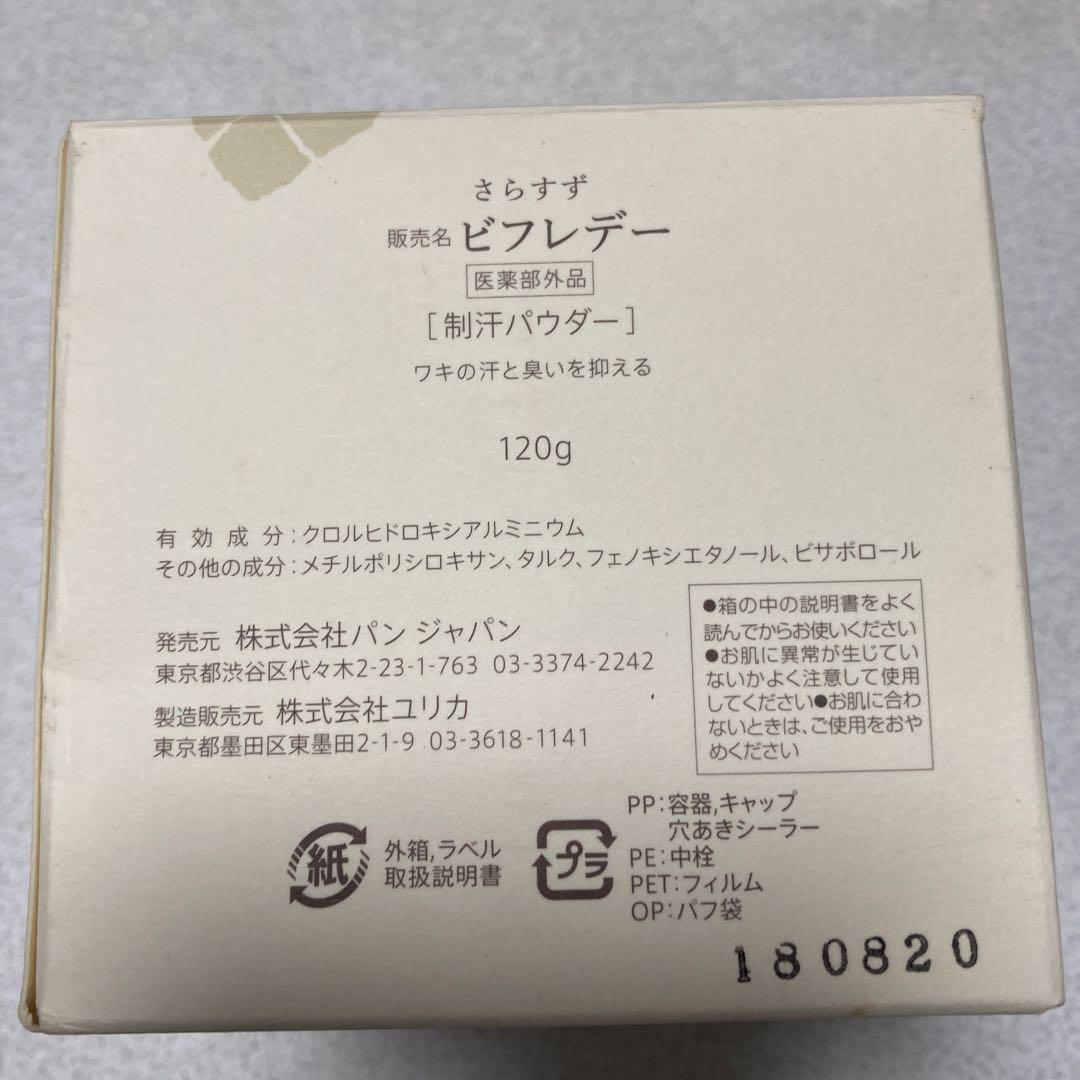 さらすず
販売名 ビフレデー
医薬部外品
［制汗パウダー］
ワキの汗と臭いを抑える
120g
有効成分：クロルヒドロキシアルミニウム
その他の成分：メチルポリシロキサン、タルク、フェノキシエタノール、ビサボロール
発売元 株式会社パン ジャパン
東京都渋谷区代々木2-23-1-763 03-3374-2242
製造販売元 株式会社ユリカ
東京都墨田区東墨田2-1-9 03-3618-1141
●箱の中の説明書をよく
読んでからお使いください
●お肌に異常が生じてい
ないかよく注意して使用
してください●お肌に合わ
ないときは、ご使用をおや
めください
紙
外箱,ラベル
取扱説明書
プラ
PP：容器,キャップ
穴あきシーラー
PE：中栓
PET：フィルム
OP：パフ袋
180820